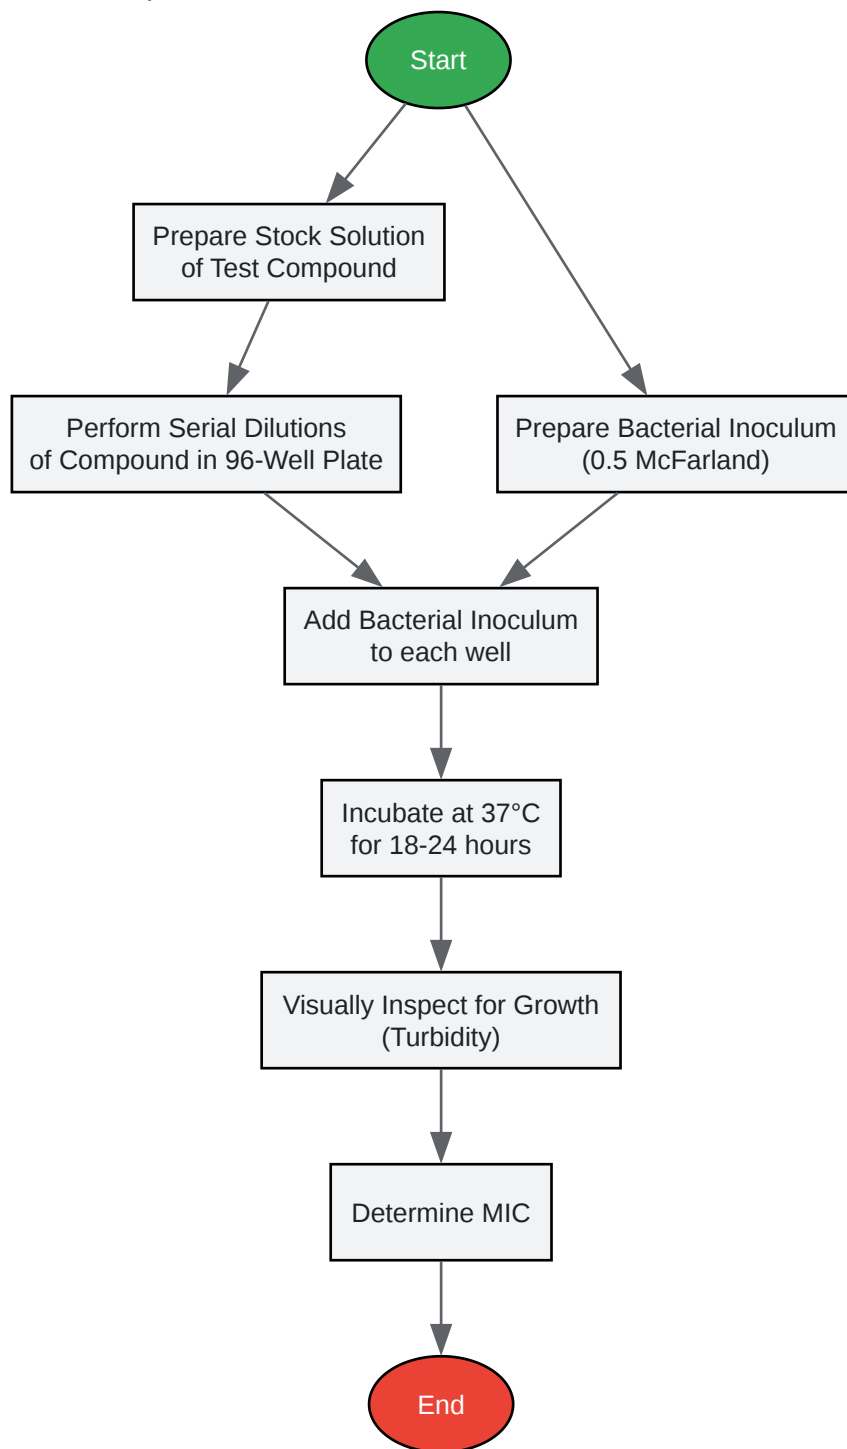 Start
Prepare Stock Solution
of Test Compound
Perform Serial Dilutions
of Compound in 96-Well Plate
Prepare Bacterial Inoculum
(0.5 McFarland)
Add Bacterial Inoculum
to each well
Incubate at 37°C
for 18-24 hours
Visually Inspect for Growth
(Turbidity)
Determine MIC
End